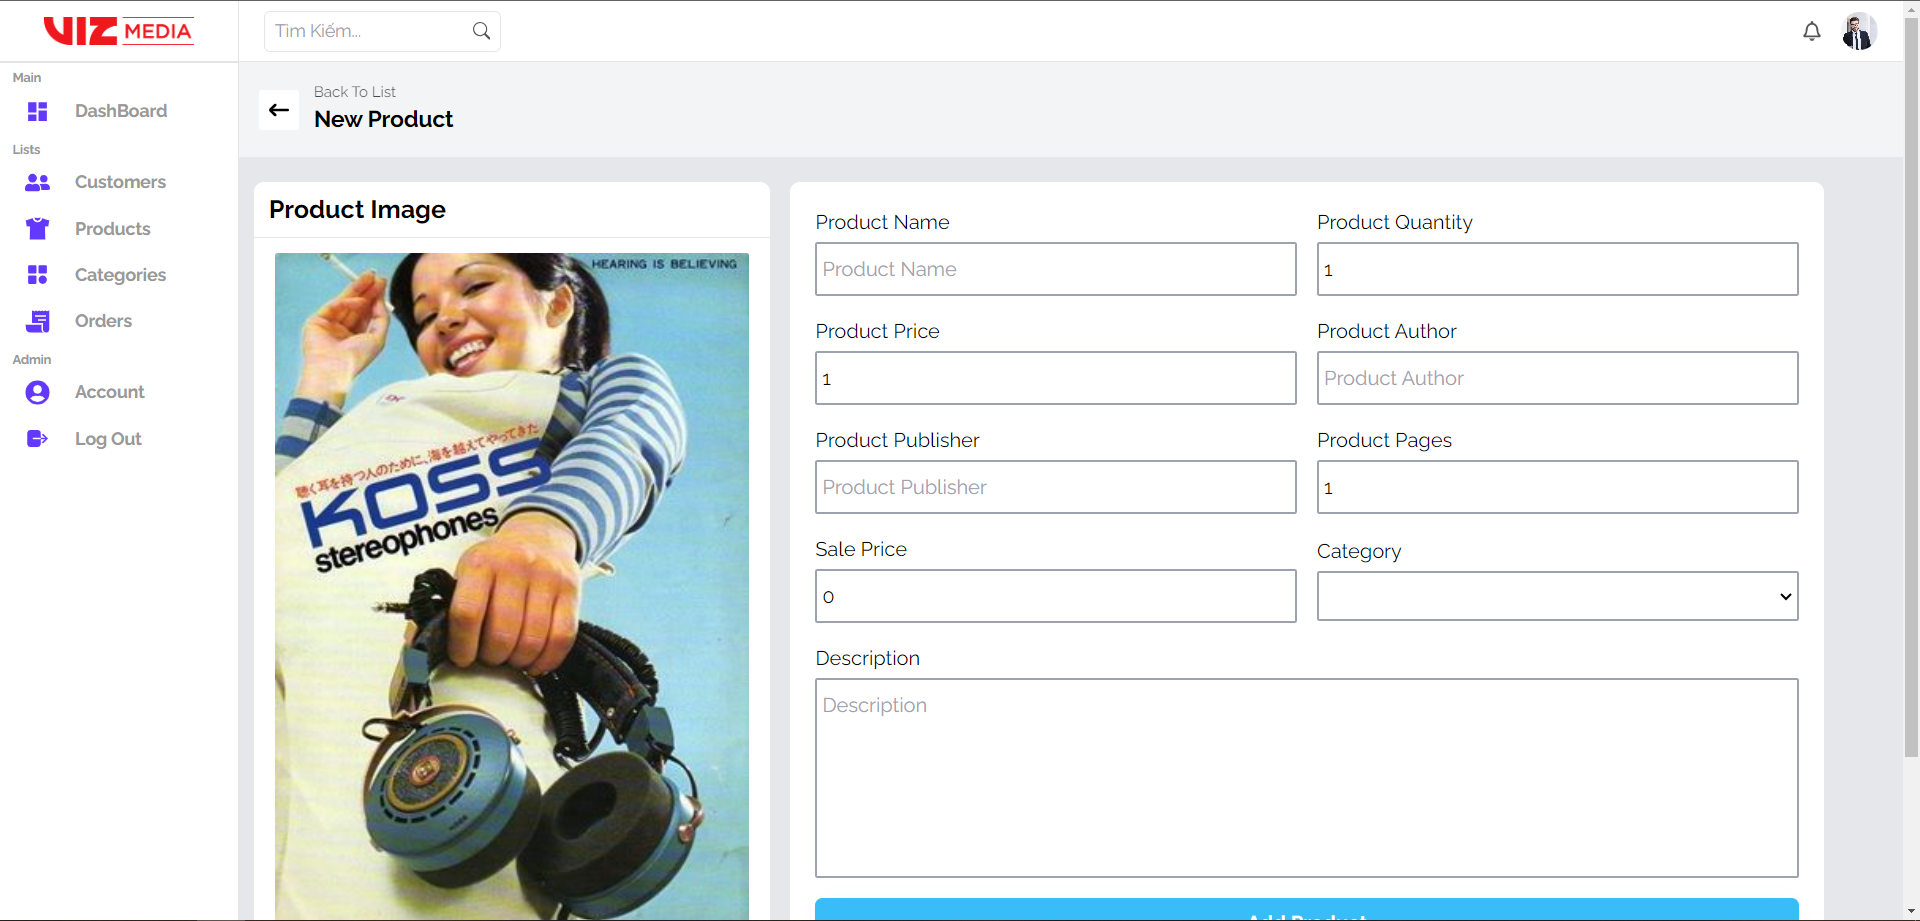 VIZ MEDIA
Tìm Kiếm...
Main
DashBoard
Lists
Customers
Products
Categories
Orders
Admin
Account
Log Out
Back To List
New Product
Product Image
HEARING IS BELIEVING
聴く耳を持つ人のために、海を越えてやってきた
KOSS
stereophones
Product Name
Product Name
Product Quantity
1
Product Price
1
Product Author
Product Author
Product Publisher
Product Publisher
Product Pages
1
Sale Price
0
Category
Description
Description
Add Product